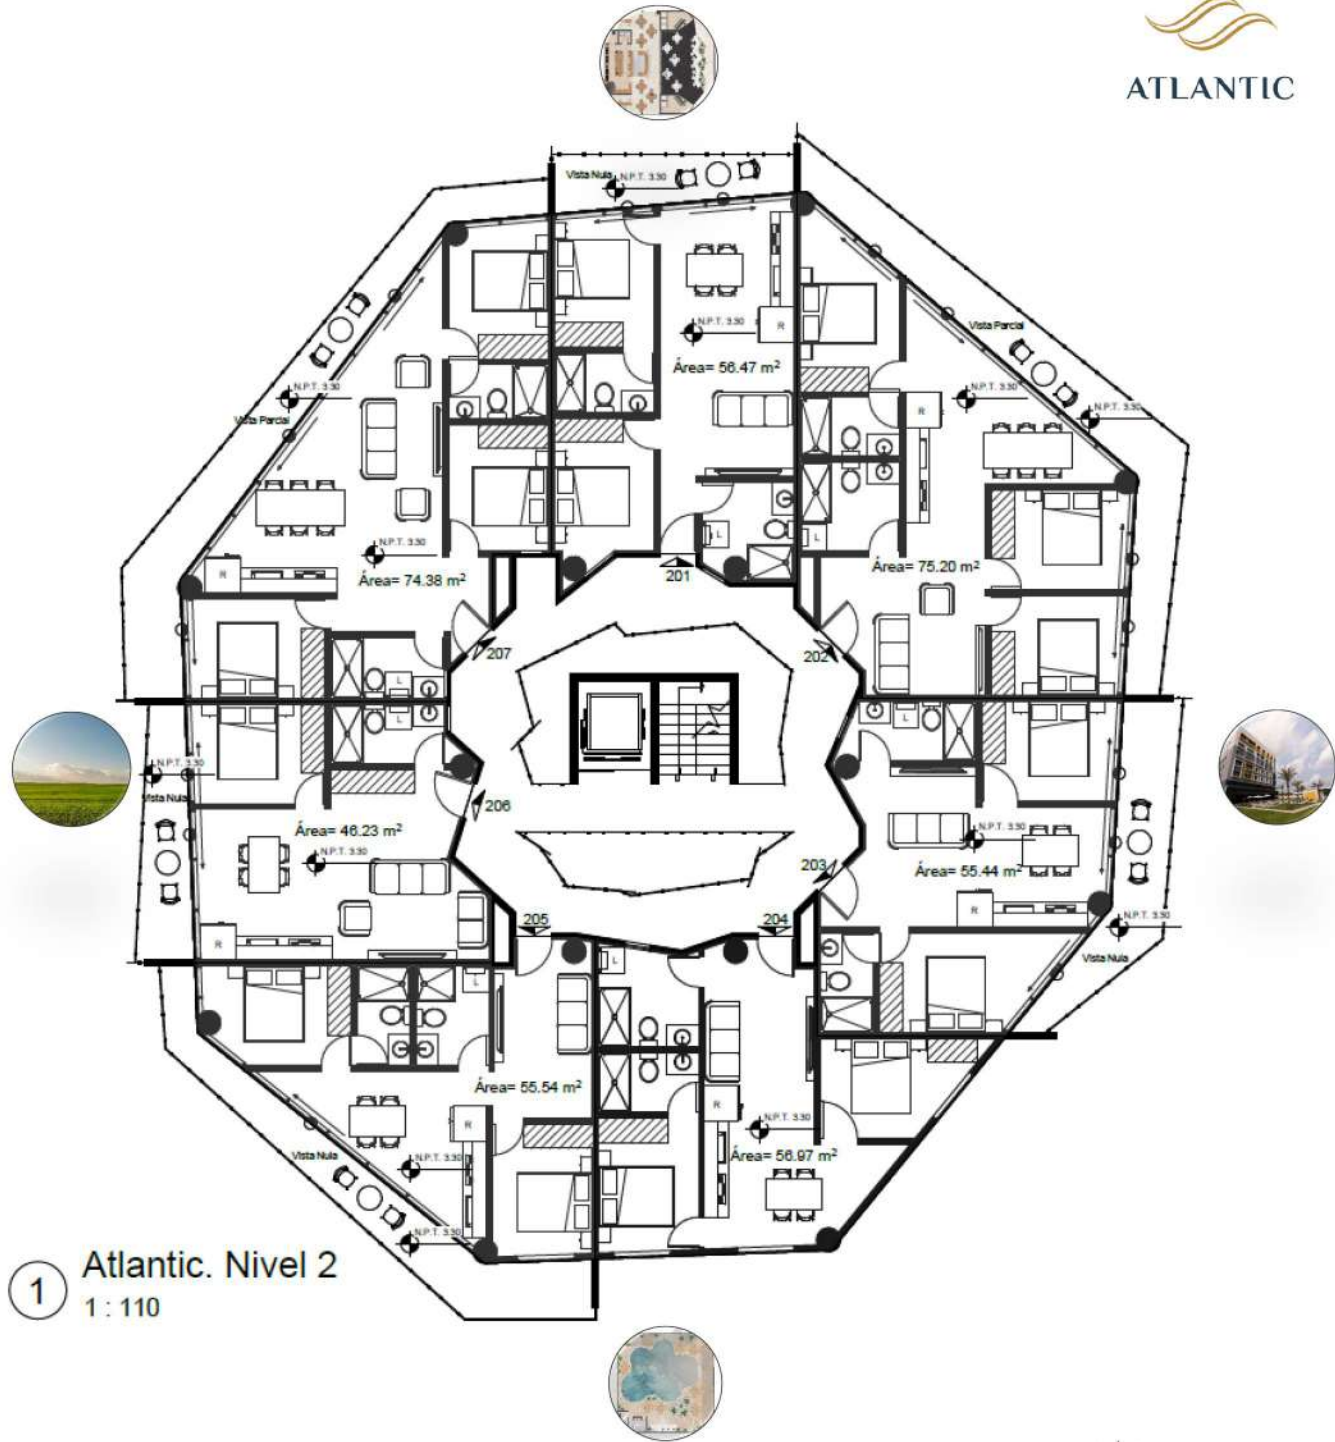 ATLANTIC
Vista Nula
N.P.T. 3.30
N.P.T. 3.30
R
Área= 56.47 m²
Vista Parcial
N.P.T. 3.30
N.P.T. 3.30
N.P.T. 3.30
Vista Parcial
R
N.P.T. 3.30
L
L
R
Área= 74.38 m²
201
Área= 75.20 m²
207
202
L
L
L
N.P.T. 3.30
Vista Nula
206
Área= 46.23 m²
N.P.T. 3.30
N.P.T. 3.30
203
Área= 55.44 m²
R
R
205
204
N.P.T. 3.30
Vista Nula
L
L
Área= 55.54 m²
R
R
N.P.T. 3.30
Vista Nula
N.P.T. 3.30
Área= 56.97 m²
N.P.T. 3.30
1
Atlantic. Nivel 2
1 : 110